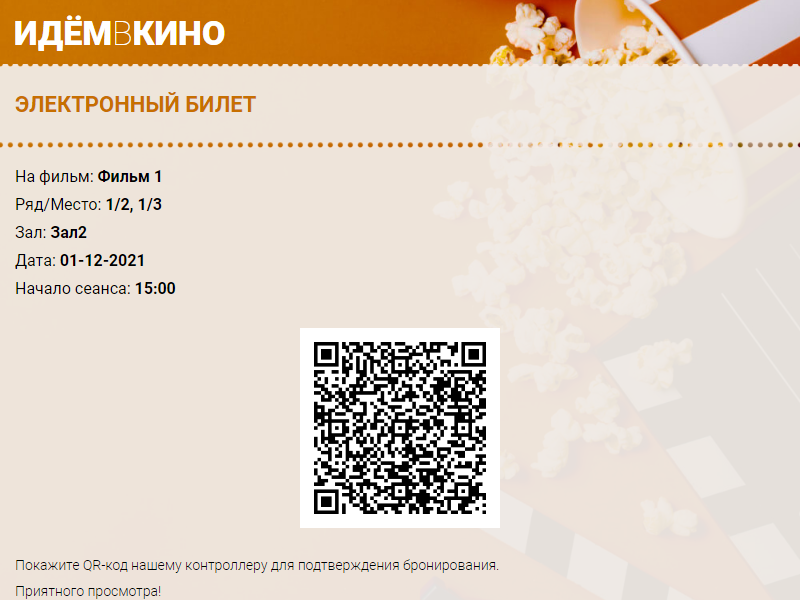 ИДЁМВКИНО
ЭЛЕКТРОННЫЙ БИЛЕТ
На фильм: Фильм 1
Ряд/Место: 1/2, 1/3
Зал: Зал2
Дата: 01-12-2021
Начало сеанса: 15:00
Покажите QR-код нашему контроллеру для подтверждения бронирования.
Приятного просмотра!